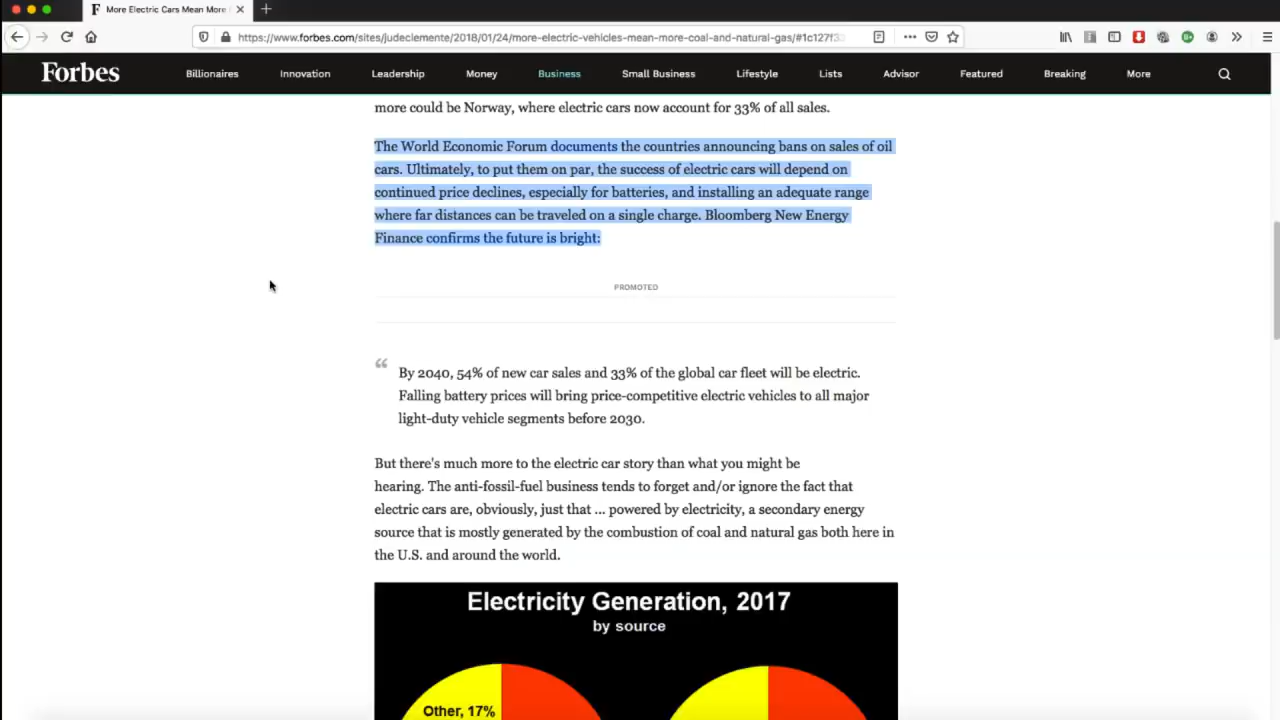 More Electric Cars Mean More
https://www.forbes.com/sites/judeclemente/2018/01/24/more-electric-vehicles-mean-more-coal-and-natural-gas/#1c127f33
Forbes Billionaires Innovation Leadership Money Business Small Business Lifestyle Lists Advisor Featured Breaking More
more could be Norway, where electric cars now account for 33% of all sales.
The World Economic Forum documents the countries announcing bans on sales of oil
cars. Ultimately, to put them on par, the success of electric cars will depend on
continued price declines, especially for batteries, and installing an adequate range
where far distances can be traveled on a single charge. Bloomberg New Energy
Finance confirms the future is bright:
PROMOTED
“ By 2040, 54% of new car sales and 33% of the global car fleet will be electric.
Falling battery prices will bring price-competitive electric vehicles to all major
light-duty vehicle segments before 2030.
But there's much more to the electric car story than what you might be
hearing. The anti-fossil-fuel business tends to forget and/or ignore the fact that
electric cars are, obviously, just that ... powered by electricity, a secondary energy
source that is mostly generated by the combustion of coal and natural gas both here in
the U.S. and around the world.
Electricity Generation, 2017
by source
Other, 17%